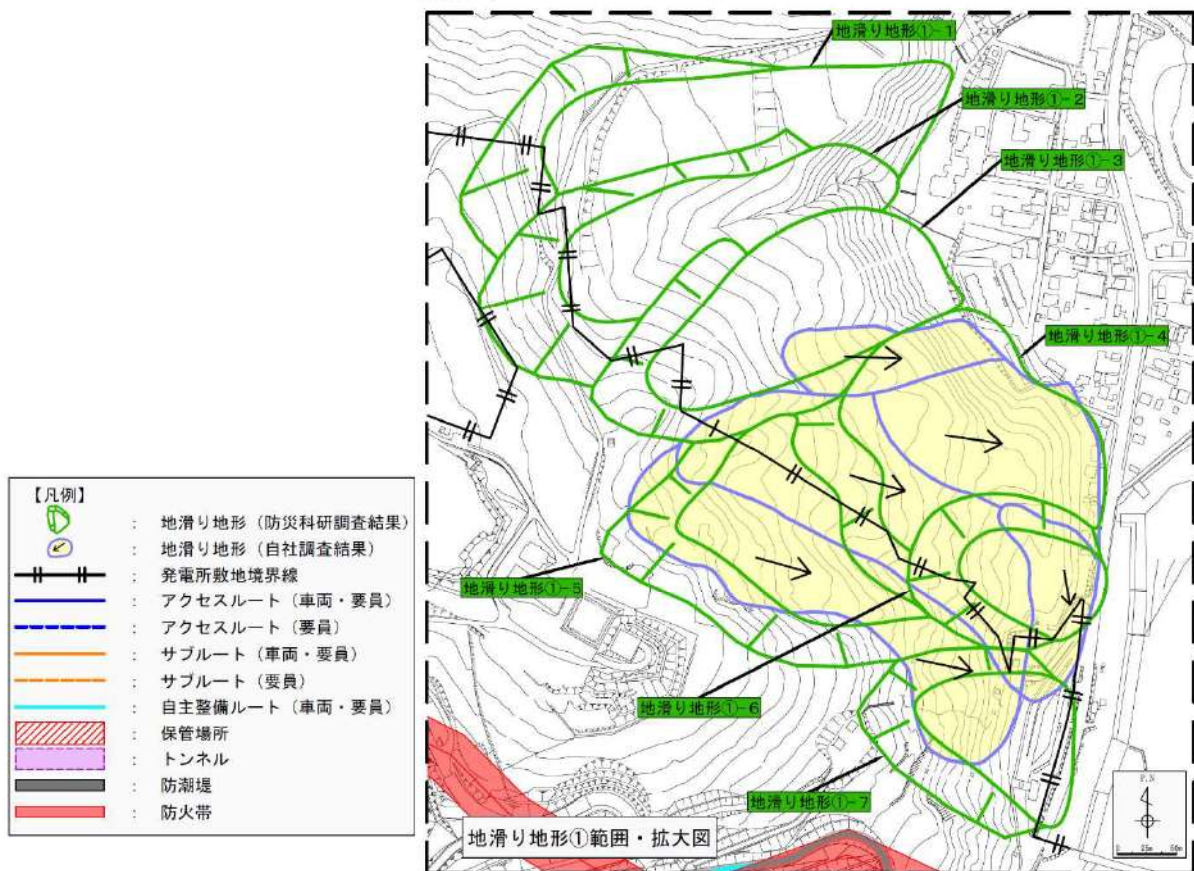 地滑り地形①-1
地滑り地形①-2
地滑り地形①-3
地滑り地形①-4
地滑り地形①-5
地滑り地形①-6
地滑り地形①-7
【凡例】
: 地滑り地形（防災科研調査結果）
: 地滑り地形（自社調査結果）
: 発電所敷地境界線
: アクセスルート（車両・要員）
: アクセスルート（要員）
: サブルート（車両・要員）
: サブルート（要員）
: 自主整備ルート（車両・要員）
: 保管場所
: トンネル
: 防潮堤
: 防火帯
地滑り地形①範囲・拡大図
P.N
0 25m 50m